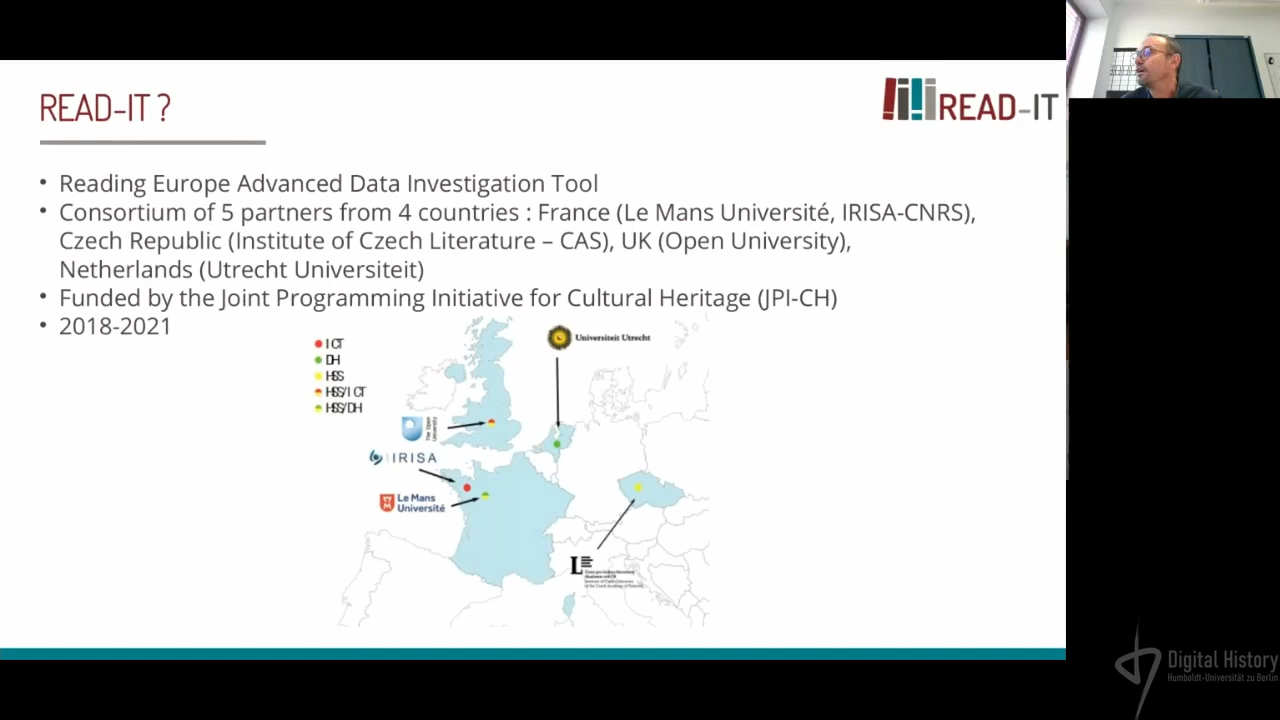 READ-IT ?
READ-IT
• Reading Europe Advanced Data Investigation Tool
• Consortium of 5 partners from 4 countries : France (Le Mans Université, IRISA-CNRS),
Czech Republic (Institute of Czech Literature – CAS), UK (Open University),
Netherlands (Utrecht Universiteit)
• Funded by the Joint Programming Initiative for Cultural Heritage (JPI-CH)
• 2018-2021
ICT
DH
HSS
HSS/ICT
HSS/DH
Universiteit Utrecht
The Open
University
IRISA
Le Mans
Université
Digital History
Humboldt-Universität zu Berlin